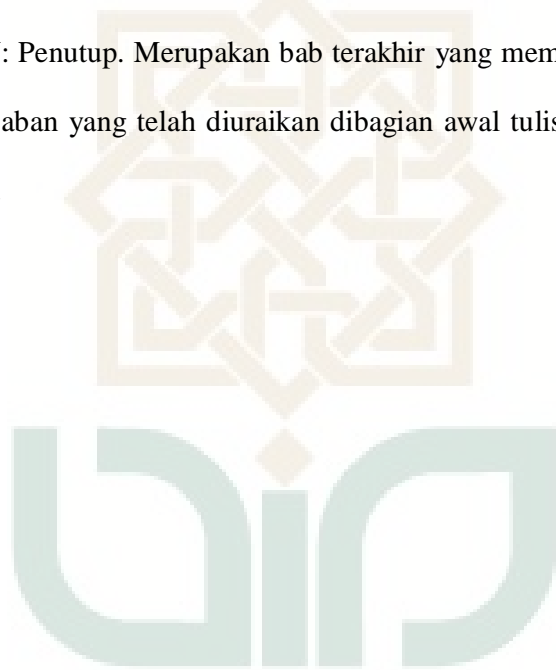 : Penutup. Merupakan bab terakhir yang mem
aban yang telah diuraikan dibagian awal tulis